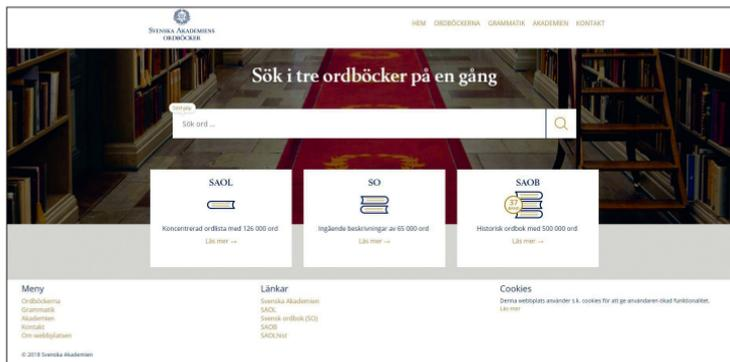 SVENSKA AKADEMIENS
ORDBÖCKER
HEM ORDBÖCKERNA GRAMMATIK AKADEMIEN KONTAKT
Sök i tre ordböcker på en gång
Sök ord ...
SAOL
Koncentrerad ordlista med 126 000 ord
Läs mer →
SO
Ingående beskrivningar av 65 000 ord
Läs mer →
SAOB
37
Historisk ordbok med 500 000 ord
Läs mer →
Meny
Ordböckerna
Grammatik
Akademien
Kontakt
Om webbplatsen
© 2018 Svenska Akademien
Länkar
Svenska Akademien
SAOL
Svensk ordbok (SO)
SAOB
SAOLhist
Cookies
Denna webbplats använder s.k. cookies för att ge användaren ökad funktionalitet.
Läs mer